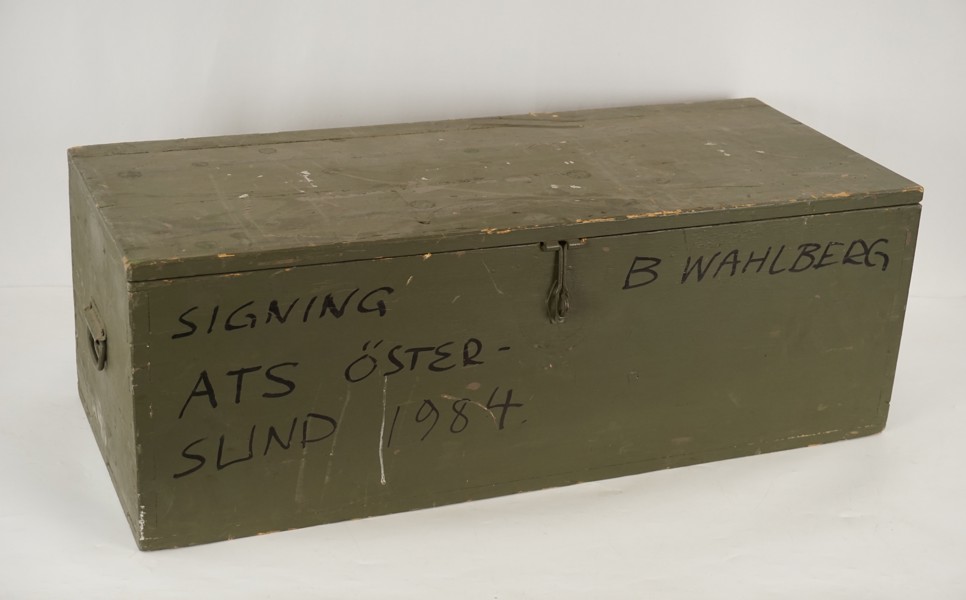 SIGNING
ATS ÖSTER-
SUND 1984.
B WAHLBERG